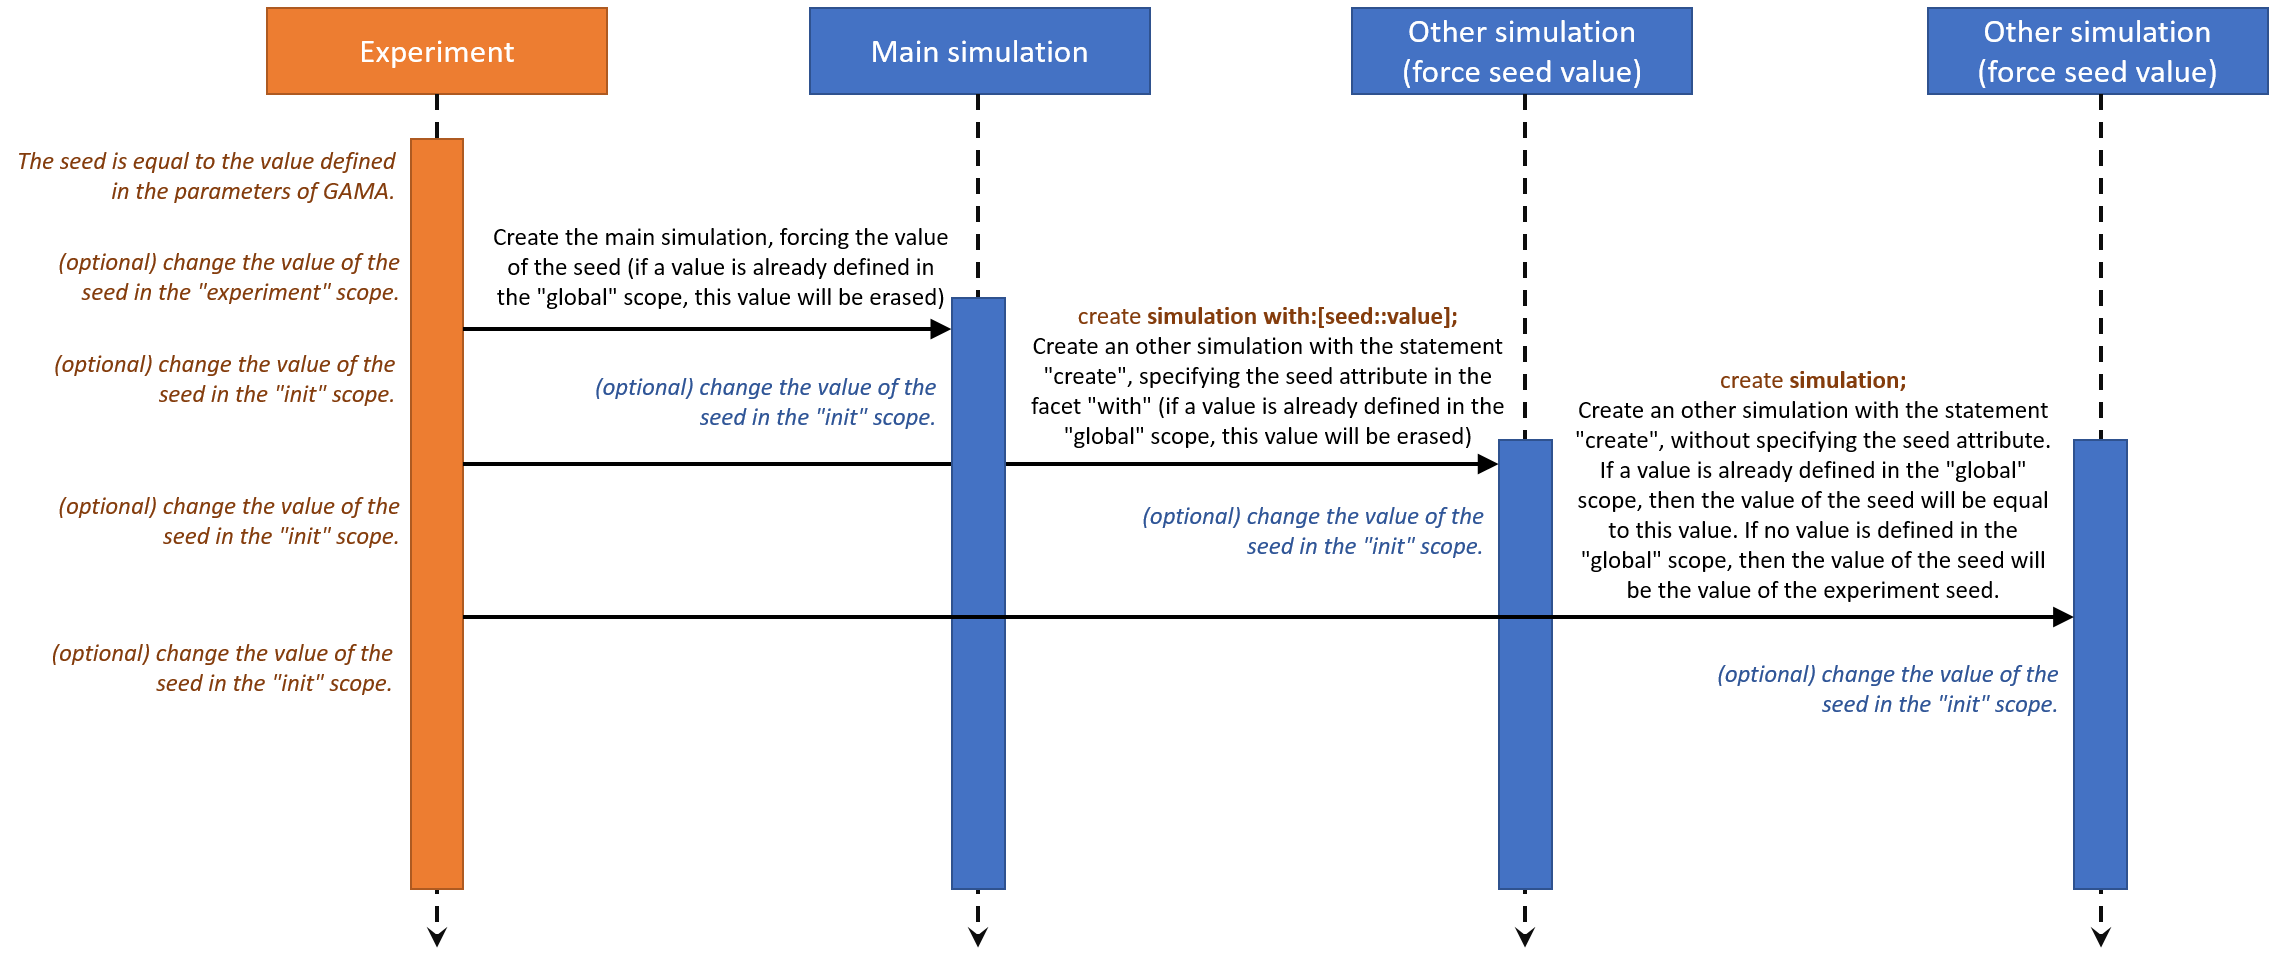 Experiment
Main simulation
Other simulation
(force seed value)
Other simulation
(force seed value)
The seed is equal to the value defined
in the parameters of GAMA.
(optional) change the value of the
seed in the "experiment" scope.
Create the main simulation, forcing the value
of the seed (if a value is already defined in
the "global" scope, this value will be erased)
(optional) change the value of the
seed in the "init" scope.
(optional) change the value of the
seed in the "init" scope.
create simulation with:[seed::value];
Create an other simulation with the statement
"create", specifying the seed attribute in the
facet "with" (if a value is already defined in the
"global" scope, this value will be erased)
create simulation;
Create an other simulation with the statement
"create", without specifying the seed attribute.
If a value is already defined in the "global"
scope, then the value of the seed will be equal
to this value. If no value is defined in the
"global" scope, then the value of the seed will
be the value of the experiment seed.
(optional) change the value of the
seed in the "init" scope.
(optional) change the value of the
seed in the "init" scope.
(optional) change the value of the
seed in the "init" scope.
(optional) change the value of the
seed in the "init" scope.